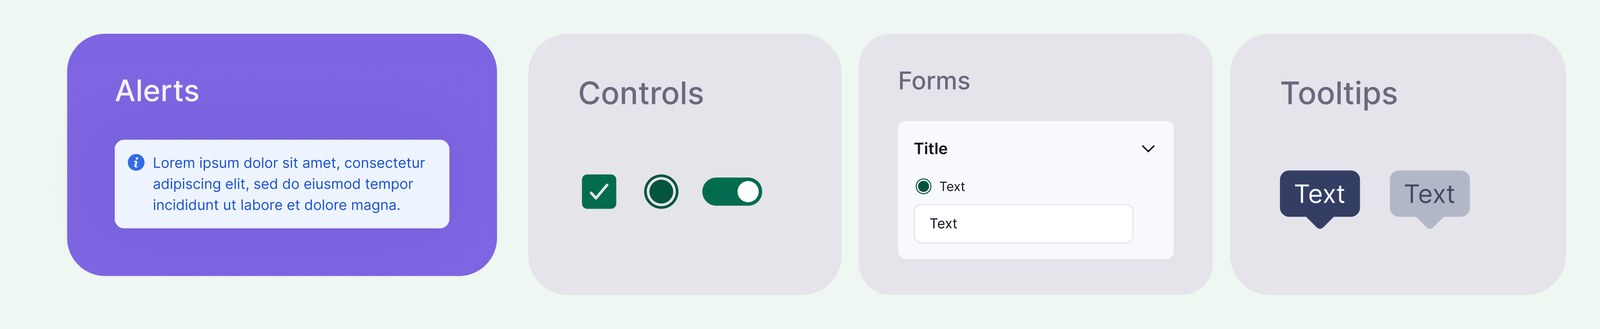 Alerts
Lorem ipsum dolor sit amet, consectetur
adipiscing elit, sed do eiusmod tempor
incididunt ut labore et dolore magna.
Controls
Forms
Title
Text
Text
Tooltips
Text
Text